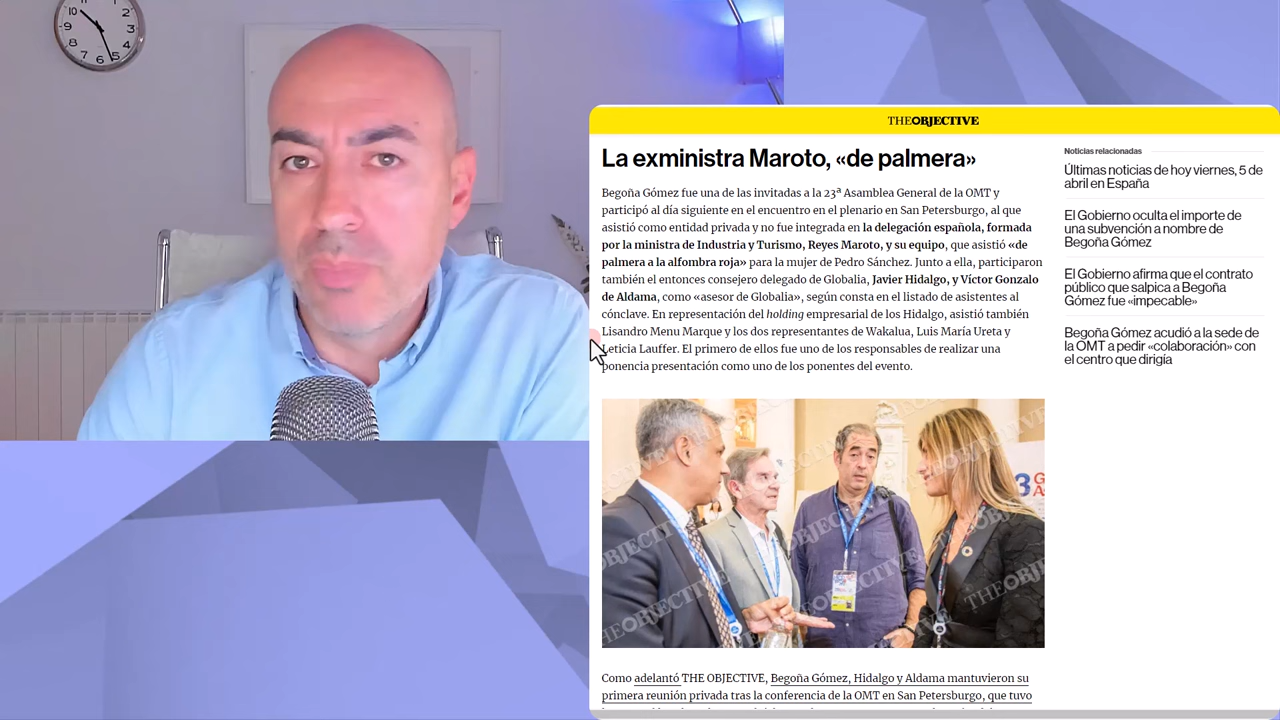 10
2
9
3
8
4
7
6
5
THEOBJECTIVE
La exministra Maroto, «de palmera»
Begoña Gómez fue una de las invitadas a la 23ª Asamblea General de la OMT y
participó al día siguiente en el encuentro en el plenario en San Petersburgo, al que
asistió como entidad privada y no fue integrada en la delegación española, formada
por la ministra de Industria y Turismo, Reyes Maroto, y su equipo, que asistió «de
palmera a la alfombra roja» para la mujer de Pedro Sánchez. Junto a ella, participaron
también el entonces consejero delegado de Globalia, Javier Hidalgo, y Víctor Gonzalo
de Aldama, como «asesor de Globalia», según consta en el listado de asistentes al
cónclave. En representación del holding empresarial de los Hidalgo, asistió también
Lisandro Menu Marque y los dos representantes de Wakalua, Luis María Ureta y
Leticia Lauffer. El primero de ellos fue uno de los responsables de realizar una
ponencia presentación como uno de los ponentes del evento.
THEOBJECTIVE
Como adelantó THE OBJECTIVE, Begoña Gómez, Hidalgo y Aldama mantuvieron su
primera reunión privada tras la conferencia de la OMT en San Petersburgo, que tuvo
Noticias relacionadas
Últimas noticias de hoy viernes, 5 de
abril en España
El Gobierno oculta el importe de
una subvención a nombre de
Begoña Gómez
El Gobierno afirma que el contrato
público que salpica a Begoña
Gómez fue «impecable»
Begoña Gómez acudió a la sede de
la OMT a pedir «colaboración» con
el centro que dirigía